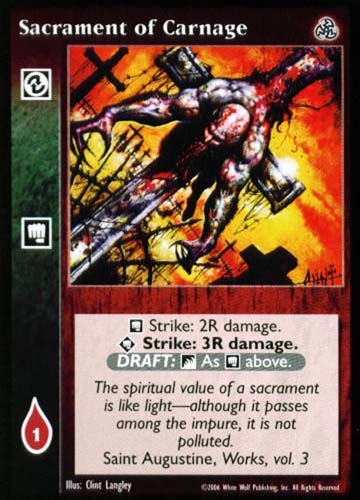 Sacrament of Carnage
Strike: 2R damage.
Strike: 3R damage.
DRAFT: As above.
The spiritual value of a sacrament
is like light—although it passes
among the impure, it is not
polluted.
Saint Augustine, Works, vol. 3
1
Illus: Clint Langley
©2006 White Wolf Publishing, Inc. All Rights Reserved